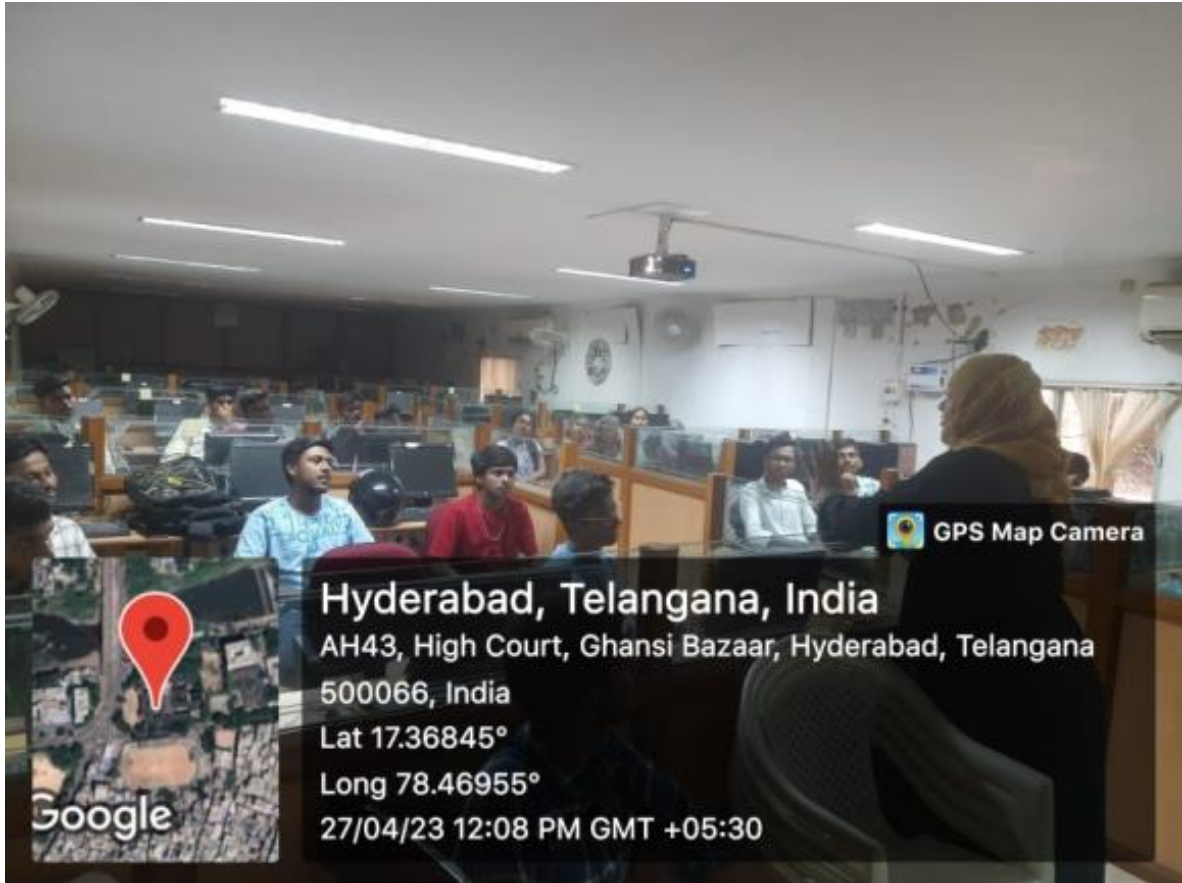 GPS Map Camera
Hyderabad, Telangana, India
AH43, High Court, Ghansi Bazaar, Hyderabad, Telangana
500066, India
Lat 17.36845°
Long 78.46955°
27/04/23 12:08 PM GMT +05:30
Google